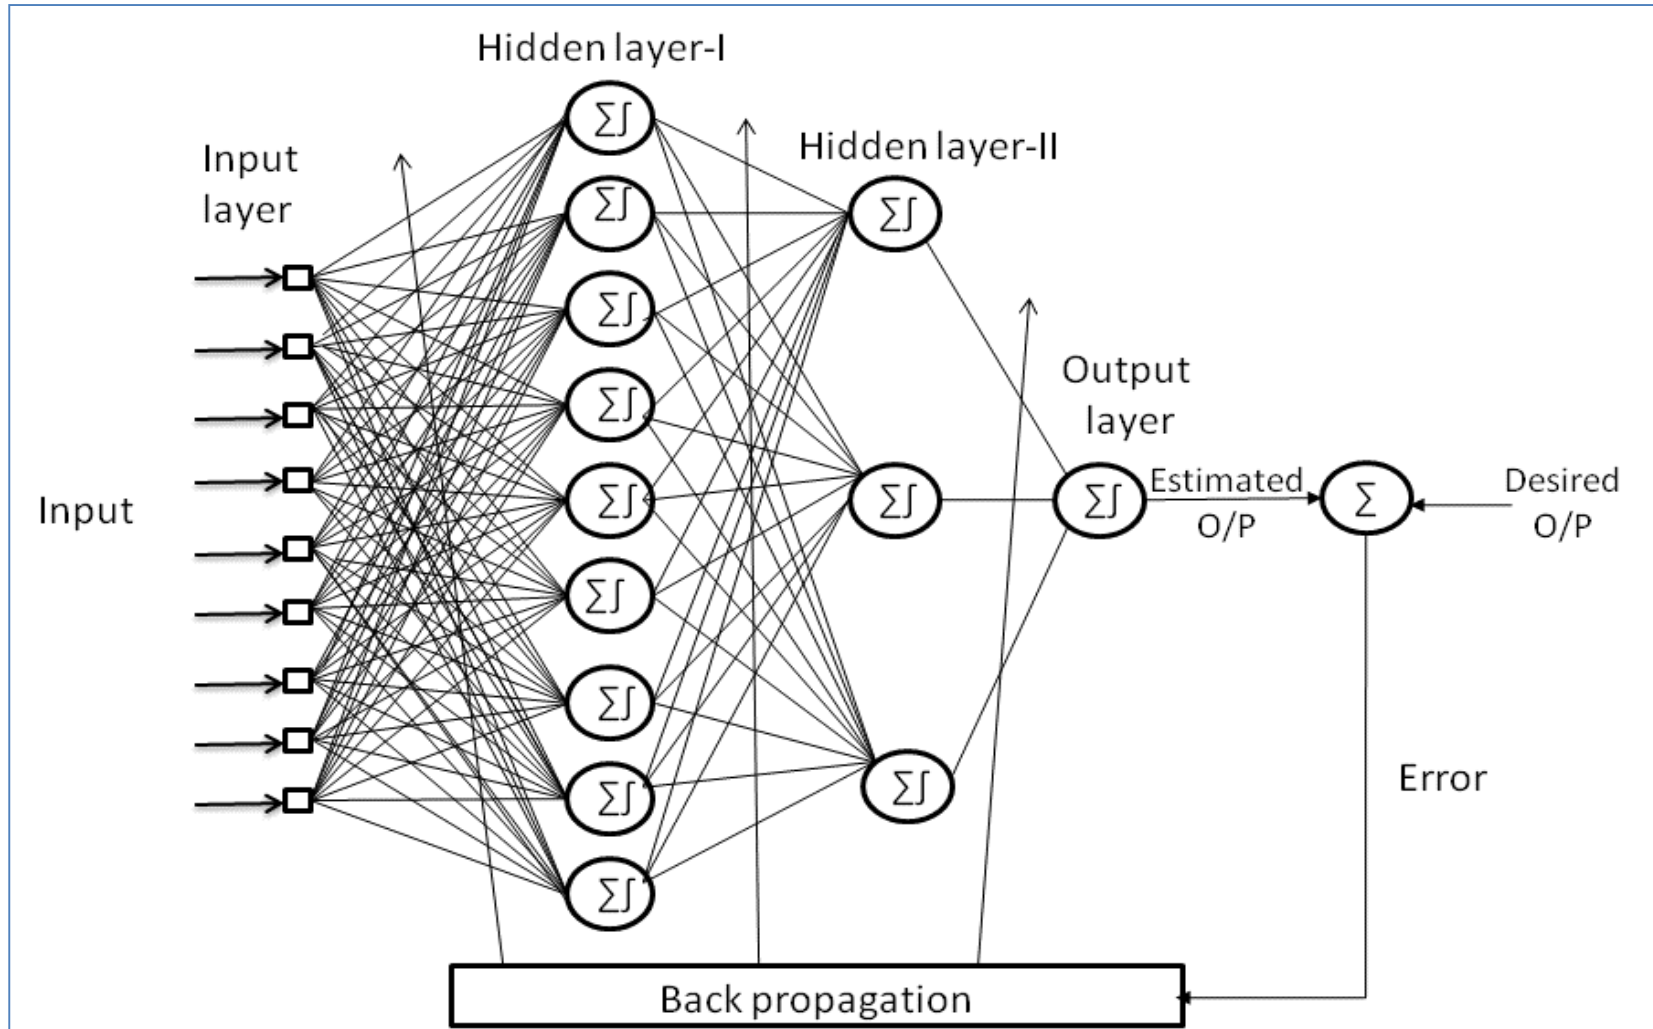 Hidden layer-I
Input
layer
Hidden layer-II
Output
layer
Input
∑∫
∑∫
∑∫
∑∫
∑∫
∑∫
∑∫
∑∫
∑∫
∑∫
∑∫
∑∫
∑∫
Estimated
O/P
∑
Desired
O/P
Error
Back propagation